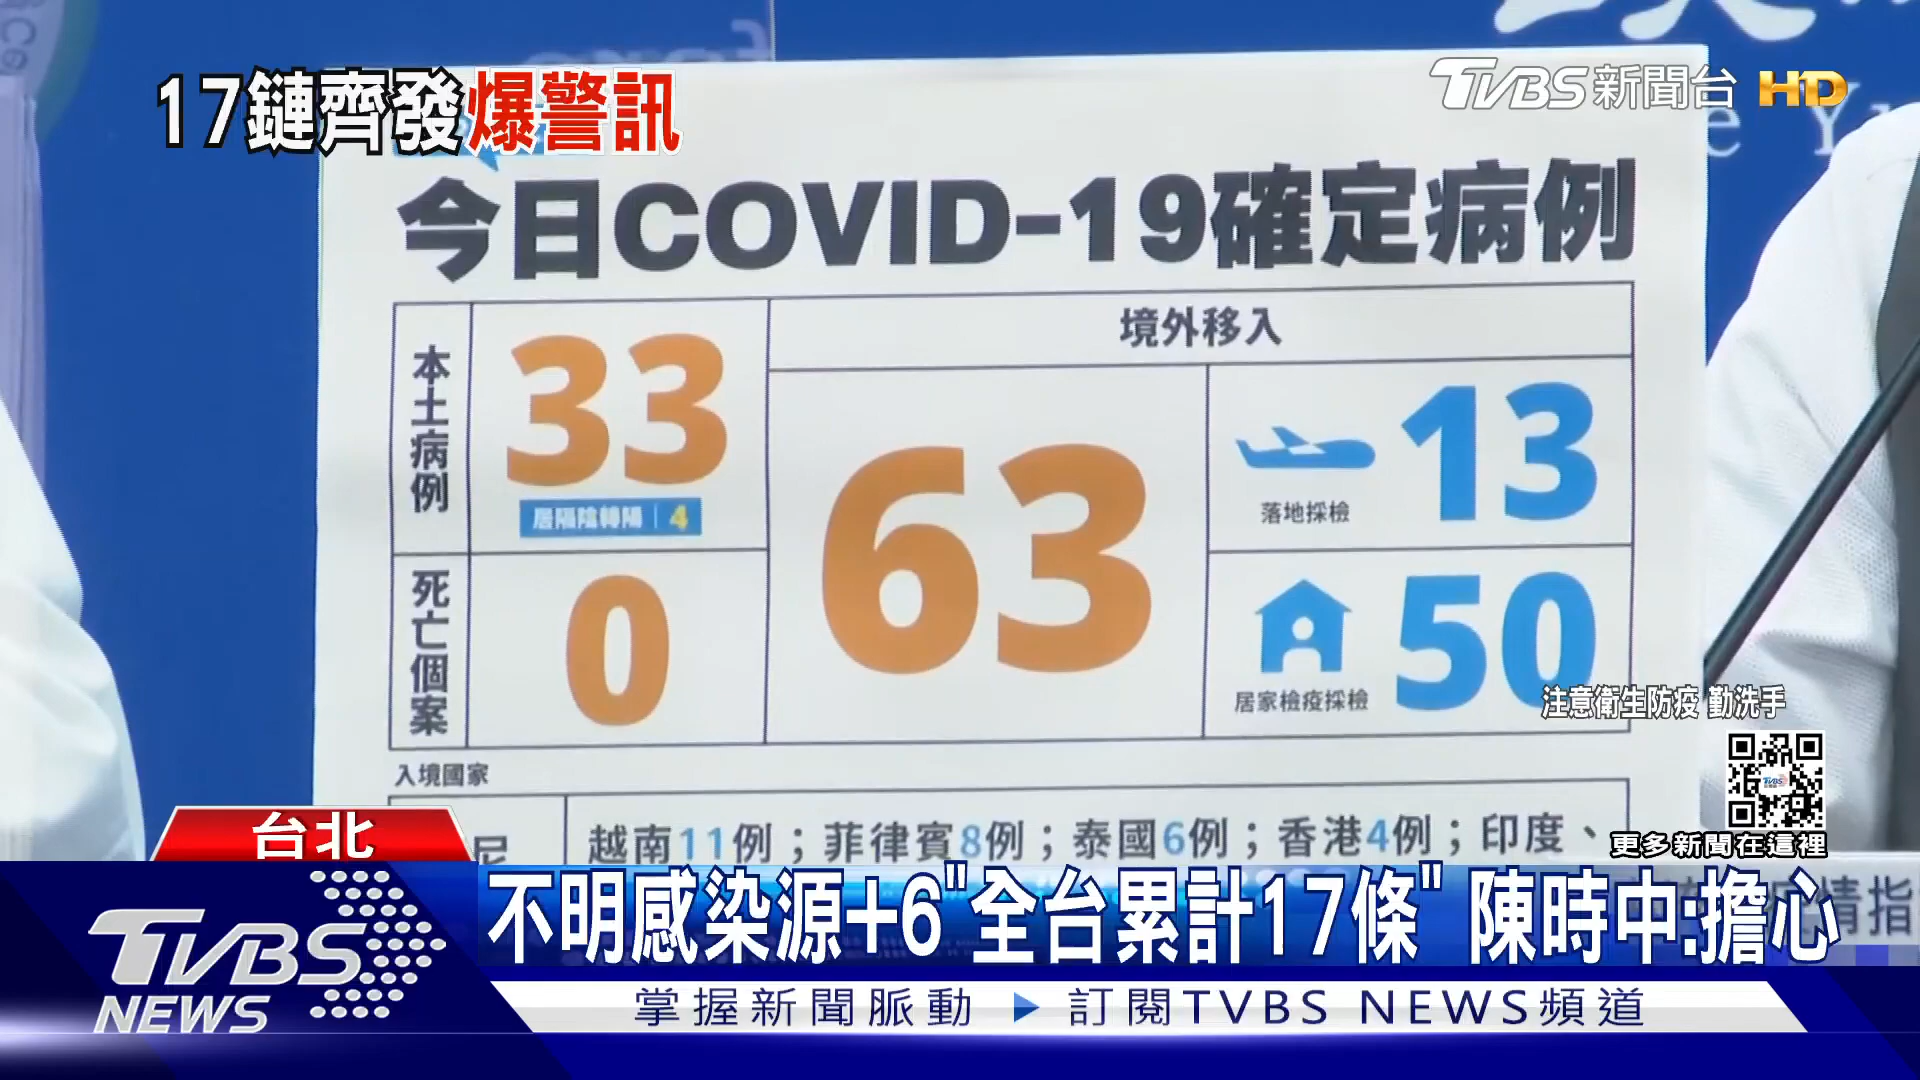 17鏈齊發爆警訊
TVBS新聞台 HD
今日COVID-19確定病例
本土病例
33
居隔陰轉陽 4
死亡個案
0
境外移入
63
落地採檢
13
居家檢疫採檢
50
注意衛生防疫 勤洗手
入境國家
越南11例；菲律賓8例；泰國6例；香港4例；印度、
更多新聞在這裡
台北
不明感染源+6"全台累計17條" 陳時中:擔心
TVBS
NEWS
掌握新聞脈動 ▶ 訂閱TVBS NEWS頻道